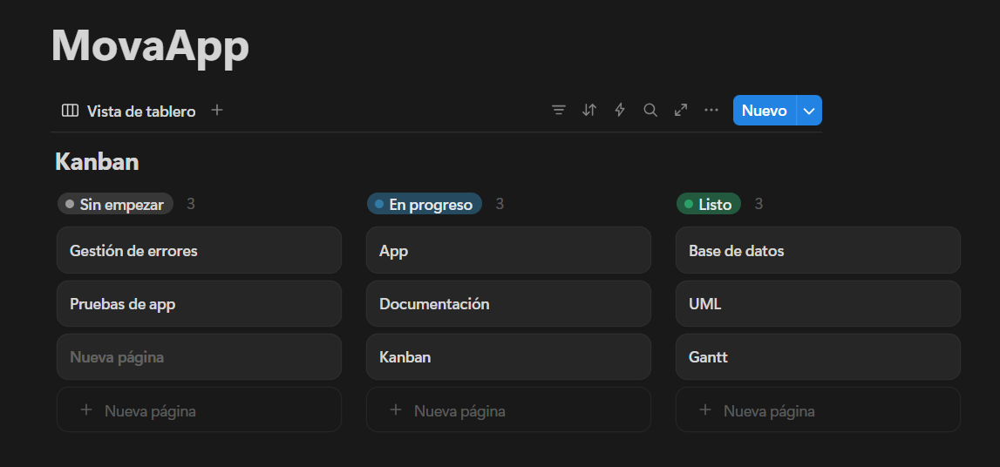 MovaApp
Vista de tablero
Nuevo
Kanban
Sin empezar 3
En progreso 3
Listo 3
Gestión de errores
App
Base de datos
Pruebas de app
Documentación
UML
Nueva página
Kanban
Gantt
+ Nueva página
+ Nueva página
+ Nueva página